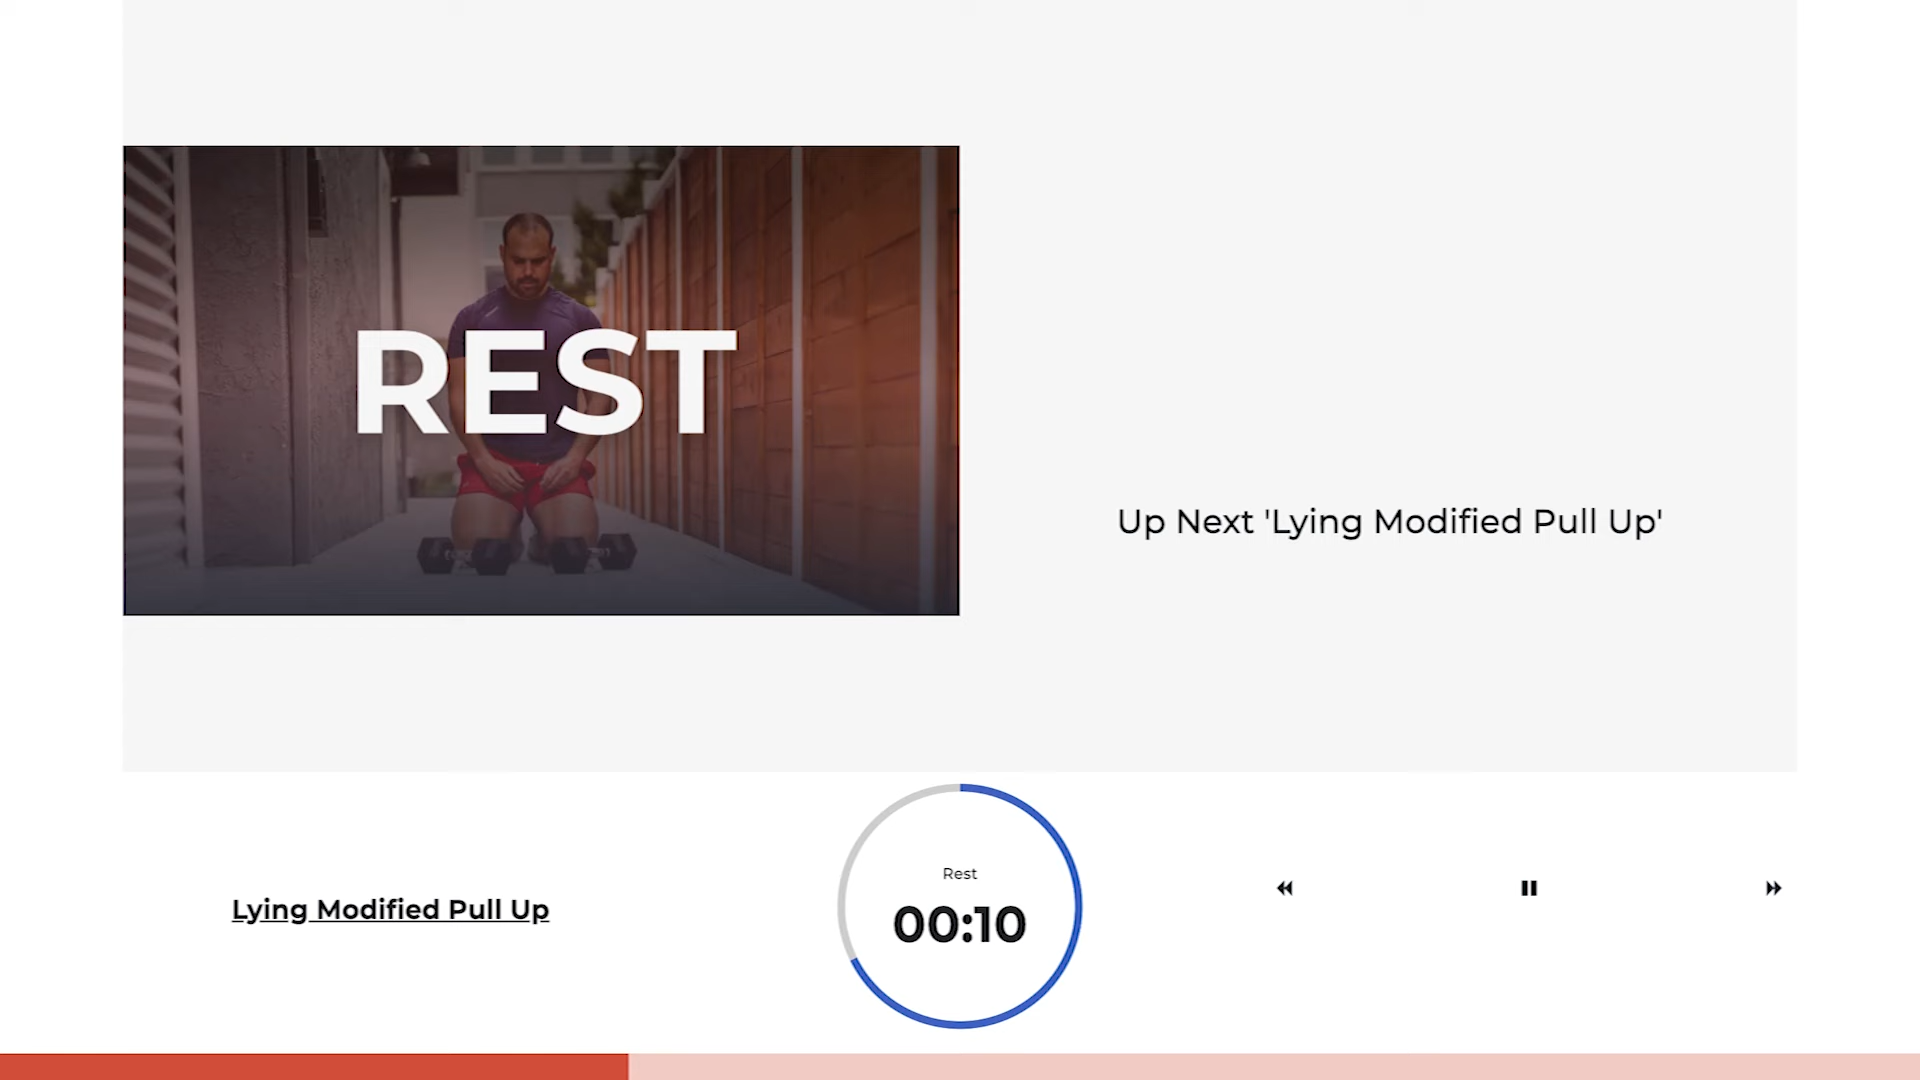 REST
Up Next 'Lying Modified Pull Up'
Lying Modified Pull Up
Rest
00:10